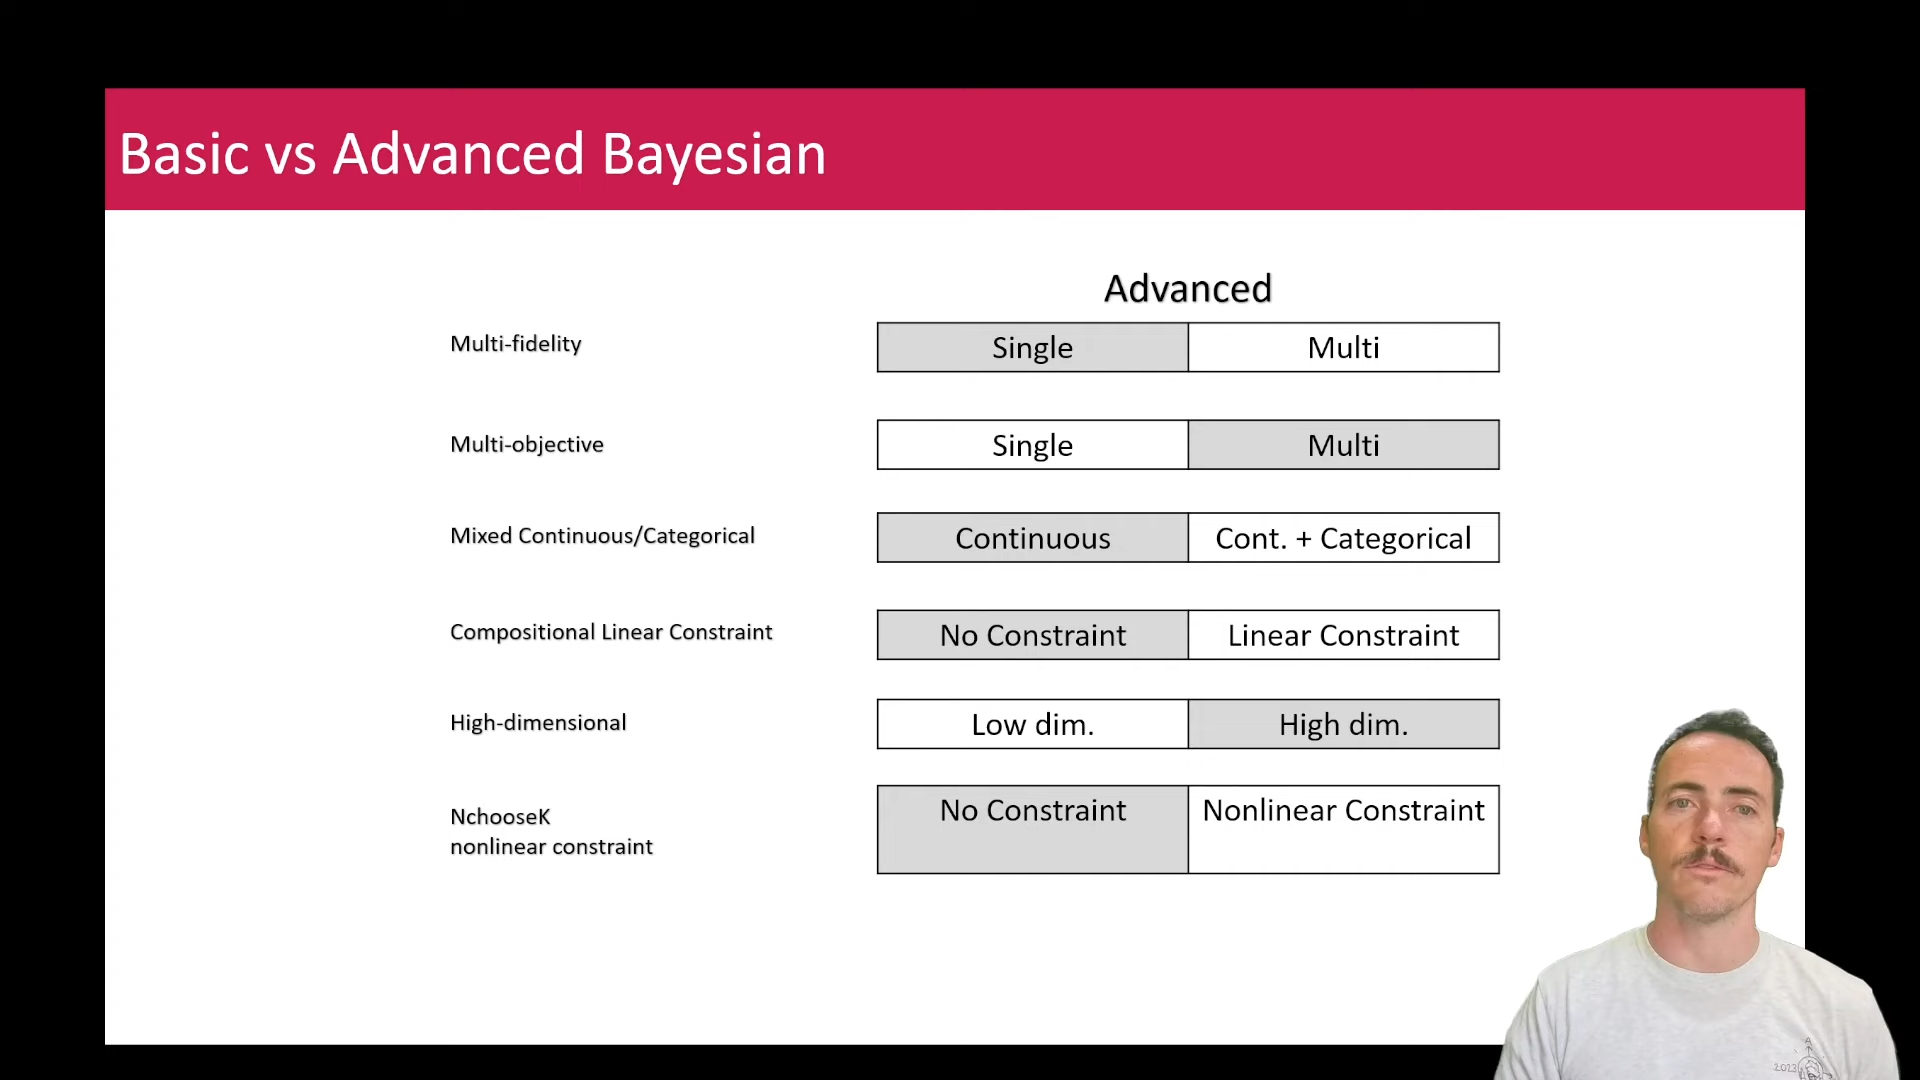 Basic vs Advanced Bayesian
Advanced
Multi-fidelity Single Multi
Multi-objective Single Multi
Mixed Continuous/Categorical Continuous Cont. + Categorical
Compositional Linear Constraint No Constraint Linear Constraint
High-dimensional Low dim. High dim.
NchooseK No Constraint Nonlinear Constraint
nonlinear constraint
2023